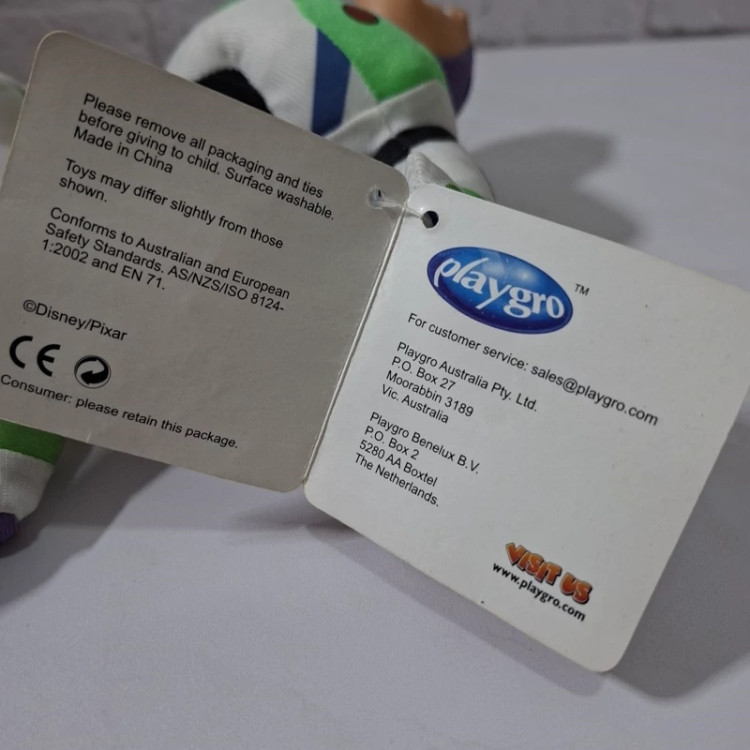 Please remove all packaging and ties
before giving to child. Surface washable.
Made in China
Toys may differ slightly from those
shown.
Conforms to Australian and European
Safety Standards. AS/NZS/ISO 8124-
1:2002 and EN 71.
©Disney/Pixar
CE
Consumer: please retain this package.
playgro TM
For customer service: sales@playgro.com
Playgro Australia Pty. Ltd.
P.O. Box 27
Moorabbin 3189
Vic. Australia
Playgro Benelux B.V.
P.O. Box 2
5280 AA Boxtel
The Netherlands.
VISIT US
www.playgro.com